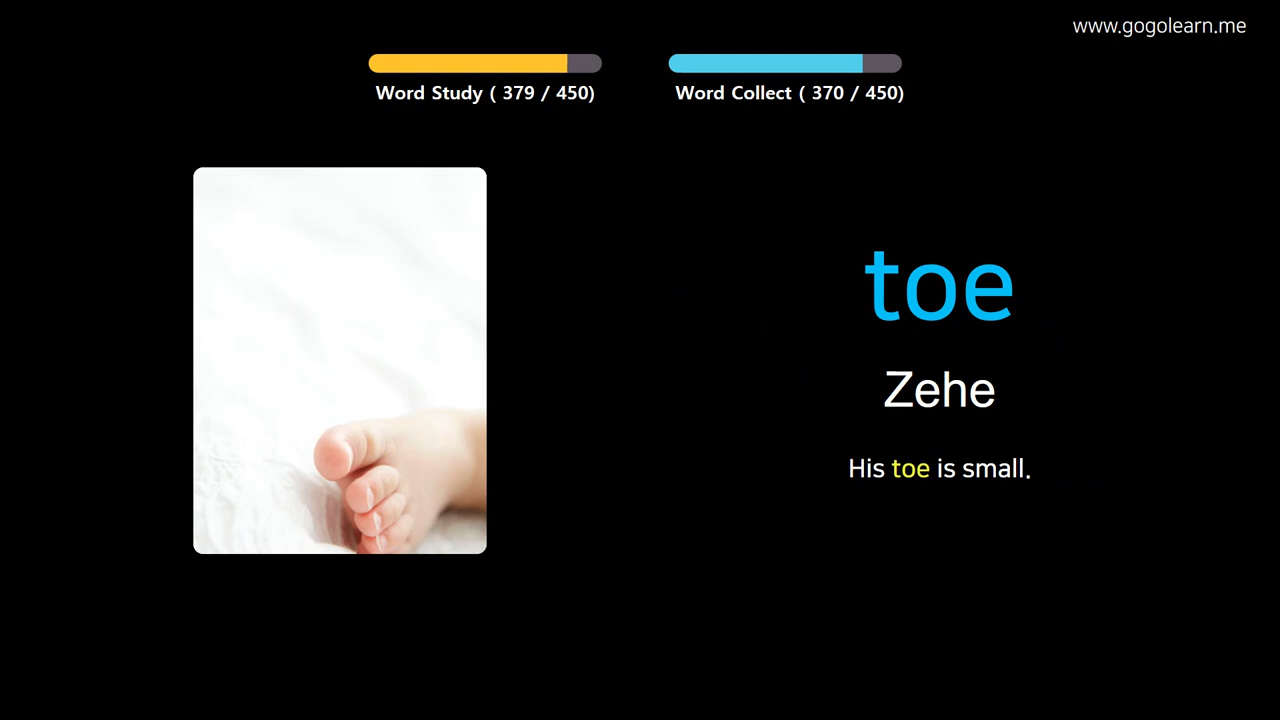 www.gogolearn.me
Word Study ( 379 / 450)
Word Collect ( 370 / 450)
toe
Zehe
His toe is small.